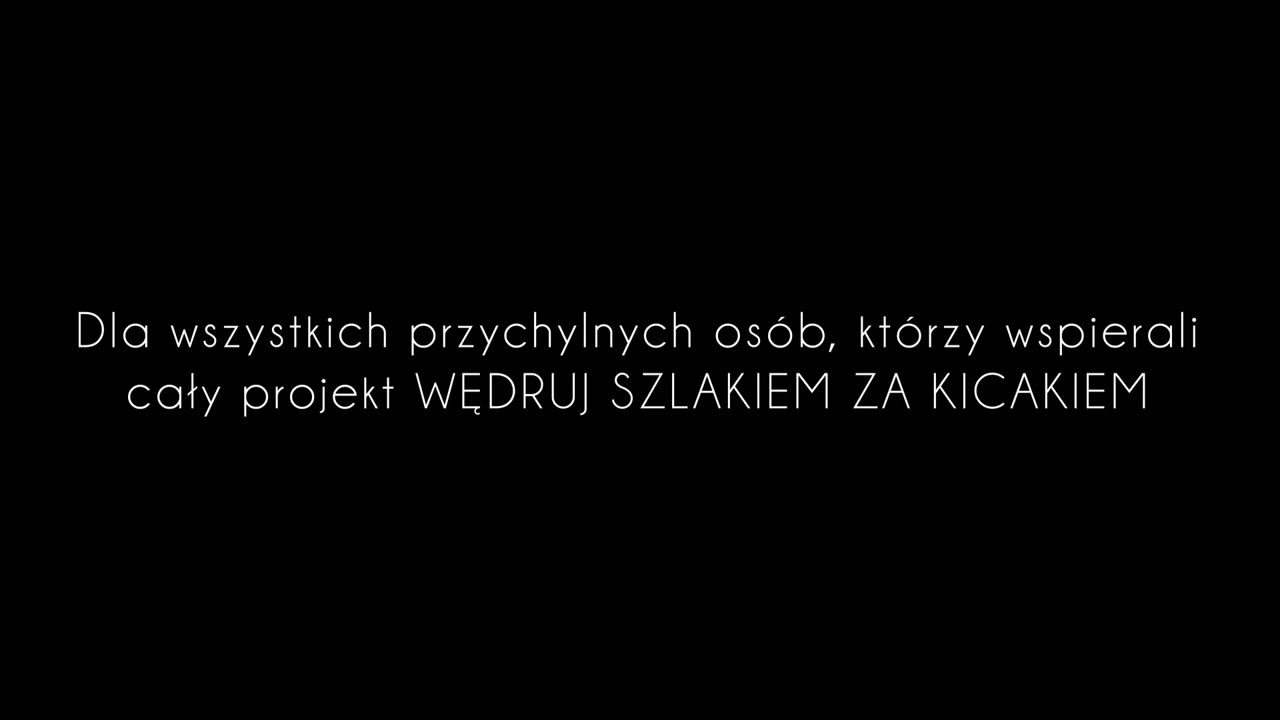 Dla wszystkich przychylnych osób, którzy wspierali
cały projekt WĘDRUJ SZLAKIEM ZA KICAKIEM